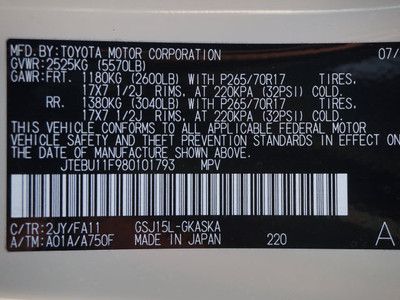 MFD.BY:TOYOTA MOTOR CORPORATION 07/
GVWR:2525KG (5570LB)
GAWR:FRT. 1180KG (2600LB) WITH P265/70R17 TIRES,
17X7 1/2J RIMS, AT 220KPA (32PSI) COLD.
RR. 1380KG (3040LB) WITH P265/70R17 TIRES,
17X7 1/2J RIMS, AT 220KPA (32PSI) COLD.
THIS VEHICLE CONFORMS TO ALL APPLICABLE FEDERAL MOTOR
VEHICLE SAFETY AND THEFT PREVENTION STANDARDS IN EFFECT ON
THE DATE OF MANUFACTURE SHOWN ABOVE.
JTEBU11F980101793 MPV
C/TR:2JY/FA11 GSJ15L-GKASKA A
A/TM:A01A/A750F MADE IN JAPAN 220